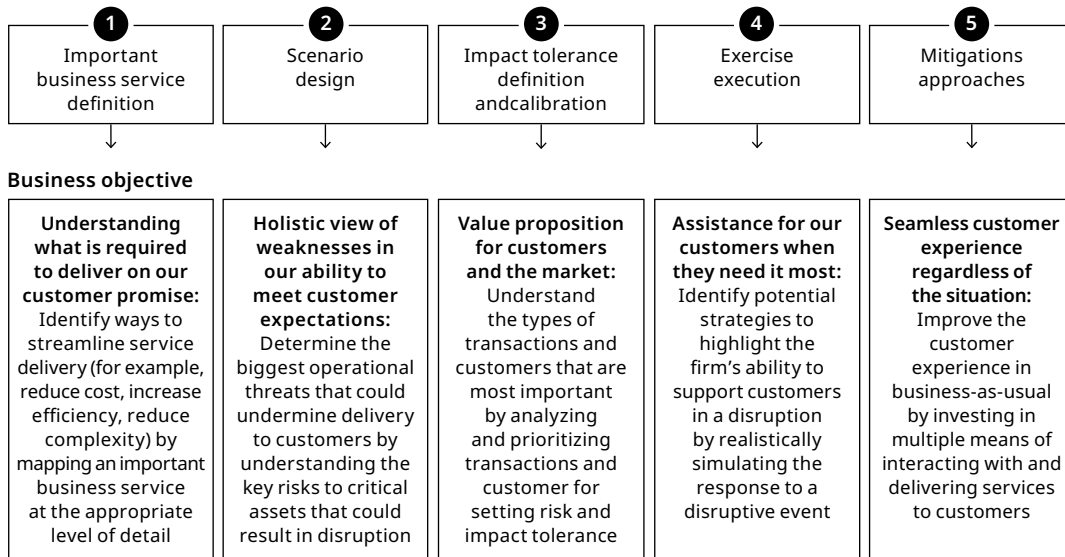 1
Important
business service
definition
2
Scenario
design
3
Impact tolerance
definition
andcalibration
4
Exercise
execution
5
Mitigations
approaches
Business objective
Understanding
what is required
to deliver on our
customer promise:
Identify ways to
streamline service
delivery (for example,
reduce cost, increase
efficiency, reduce
complexity) by
mapping an important
business service
at the appropriate
level of detail
Holistic view of
weaknesses in
our ability to
meet customer
expectations:
Determine the
biggest operational
threats that could
undermine delivery
to customers by
understanding the
key risks to critical
assets that could
result in disruption
Value proposition
for customers
and the market:
Understand
the types of
transactions and
customers that are
most important
by analyzing
and prioritizing
transactions and
customer for
setting risk and
impact tolerance
Assistance for our
customers when
they need it most:
Identify potential
strategies to
highlight the
firm's ability to
support customers
in a disruption
by realistically
simulating the
response to a
disruptive event
Seamless customer
experience
regardless of
the situation:
Improve the
customer
experience in
business-as-usual
by investing in
multiple means of
interacting with and
delivering services
to customers